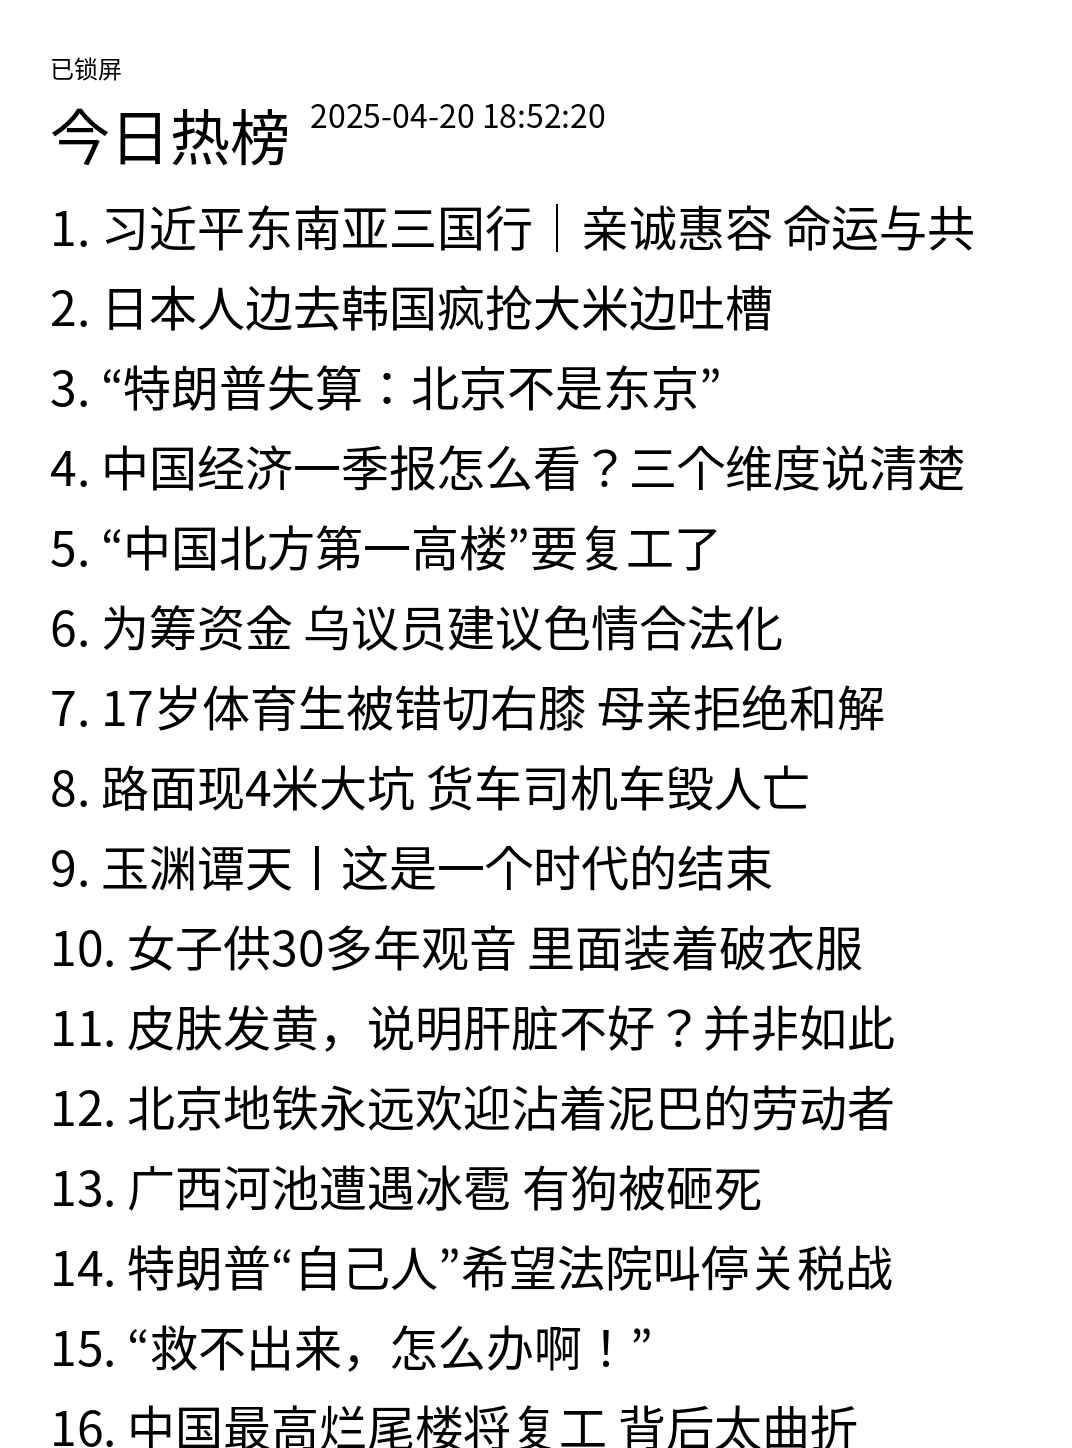 已锁屏
今日热榜 2025-04-20 18:52:20
1. 习近平东南亚三国行｜亲诚惠容 命运与共
2. 日本人边去韩国疯抢大米边吐槽
3. “特朗普失算：北京不是东京”
4. 中国经济一季报怎么看？三个维度说清楚
5. “中国北方第一高楼”要复工了
6. 为筹资金 乌议员建议色情合法化
7. 17岁体育生被错切右膝 母亲拒绝和解
8. 路面现4米大坑 货车司机车毁人亡
9. 玉渊谭天丨这是一个时代的结束
10. 女子供30多年观音 里面装着破衣服
11. 皮肤发黄，说明肝脏不好？并非如此
12. 北京地铁永远欢迎沾着泥巴的劳动者
13. 广西河池遭遇冰雹 有狗被砸死
14. 特朗普“自己人”希望法院叫停关税战
15. “救不出来，怎么办啊！”
16. 中国最高烂尾楼将复工 背后太曲折